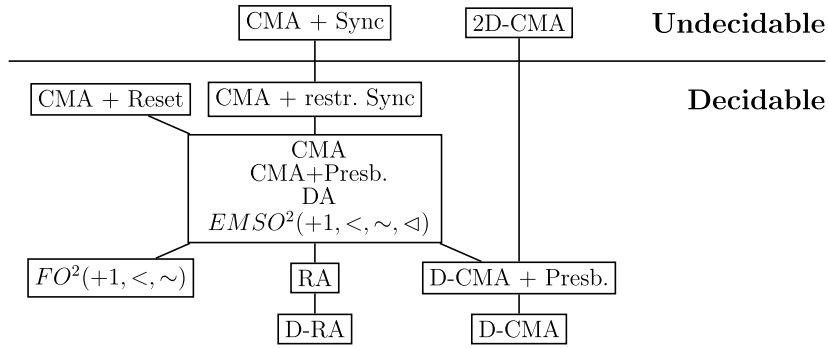 CMA + Sync
2D-CMA
Undecidable
CMA + Reset
CMA + restr. Sync
Decidable
CMA
CMA+Presb.
DA
EMSO²(+1, <, ∼, ⊲)
FO²(+1, <, ∼)
RA
D-CMA + Presb.
D-RA
D-CMA